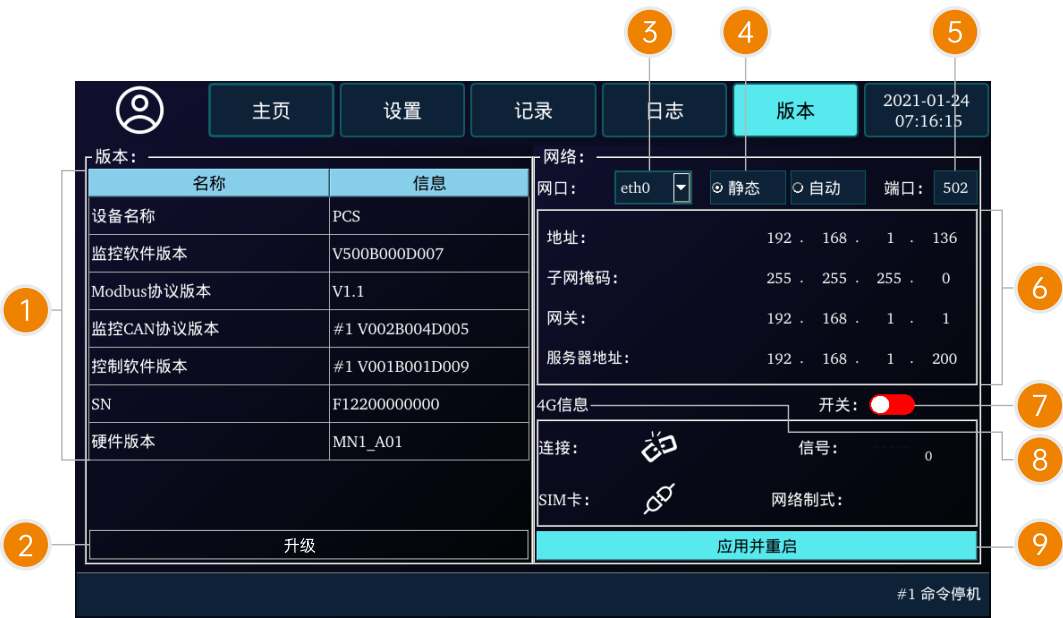 3 4 5
主页 设置 记录 日志 版本 2021-01-24
07:16:15
版本：
名称 信息
设备名称 PCS
监控软件版本 V500B000D007
Modbus协议版本 V1.1
监控CAN协议版本 #1 V002B004D005
控制软件版本 #1 V001B001D009
SN F12200000000
硬件版本 MN1_A01
升级
1
2
网络：
网口： eth0 静态 自动 端口： 502
地址： 192 . 168 . 1 . 136
子网掩码： 255 . 255 . 255 . 0
网关： 192 . 168 . 1 . 1
服务器地址： 192 . 168 . 1 . 200
6
4G信息 开关： 7
连接： 信号： 0
8
SIM卡： 网络制式：
应用并重启 9
#1 命令停机